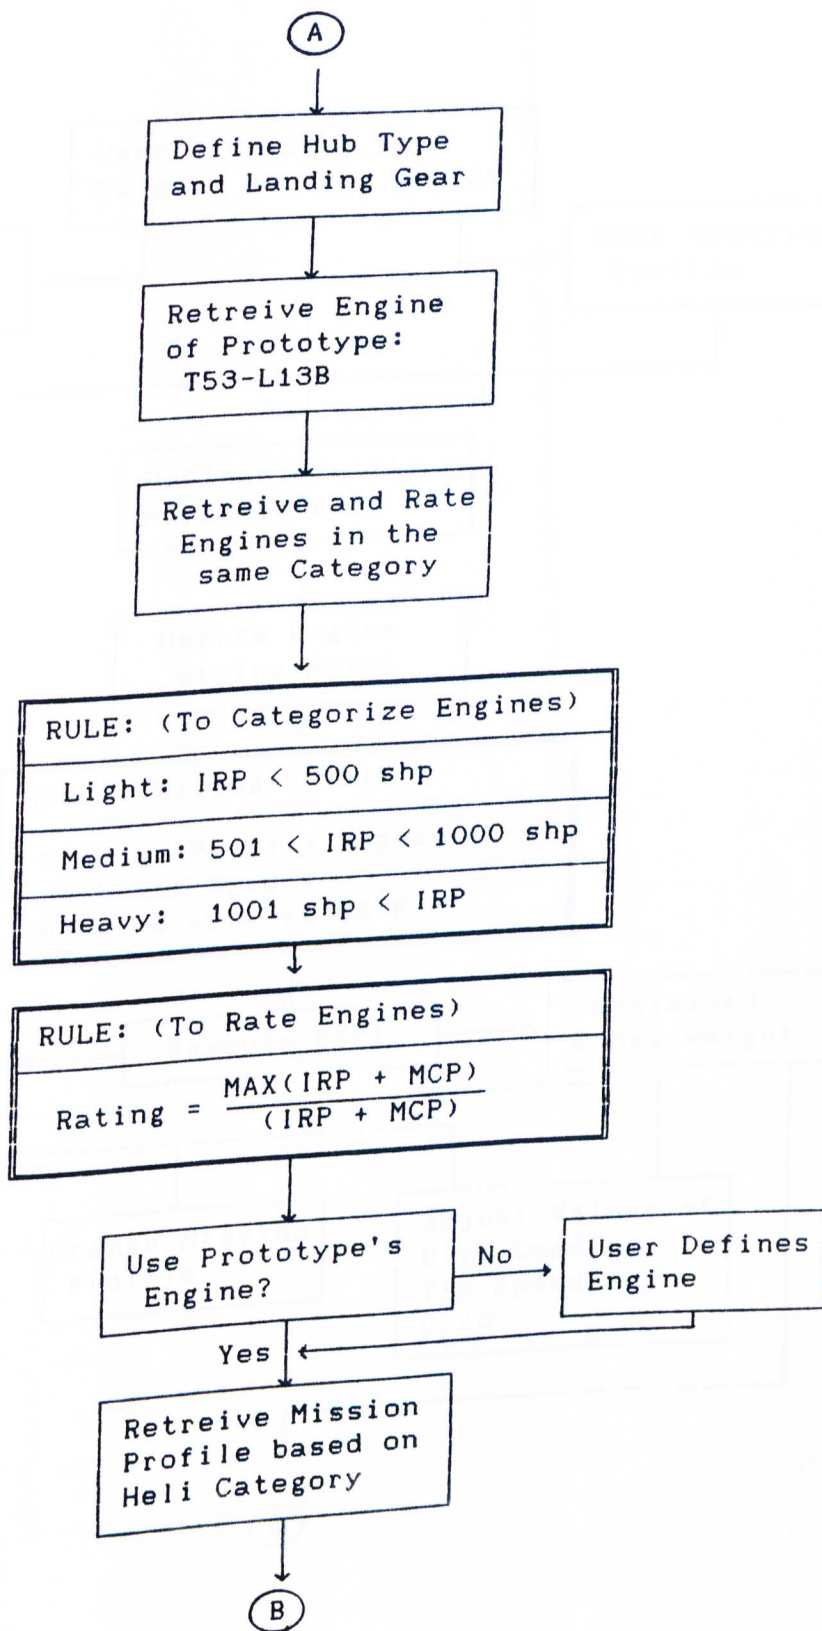 A
Define Hub Type
and Landing Gear
Retreive Engine
of Prototype:
T53-L13B
Retreive and Rate
Engines in the
same Category
RULE: (To Categorize Engines)
Light: IRP < 500 shp
Medium: 501 < IRP < 1000 shp
Heavy: 1001 shp < IRP
RULE: (To Rate Engines)
Rating = MAX(IRP + MCP)
(IRP + MCP)
Use Prototype's
Engine?
No
User Defines
Engine
Yes
Retreive Mission
Profile based on
Heli Category
B